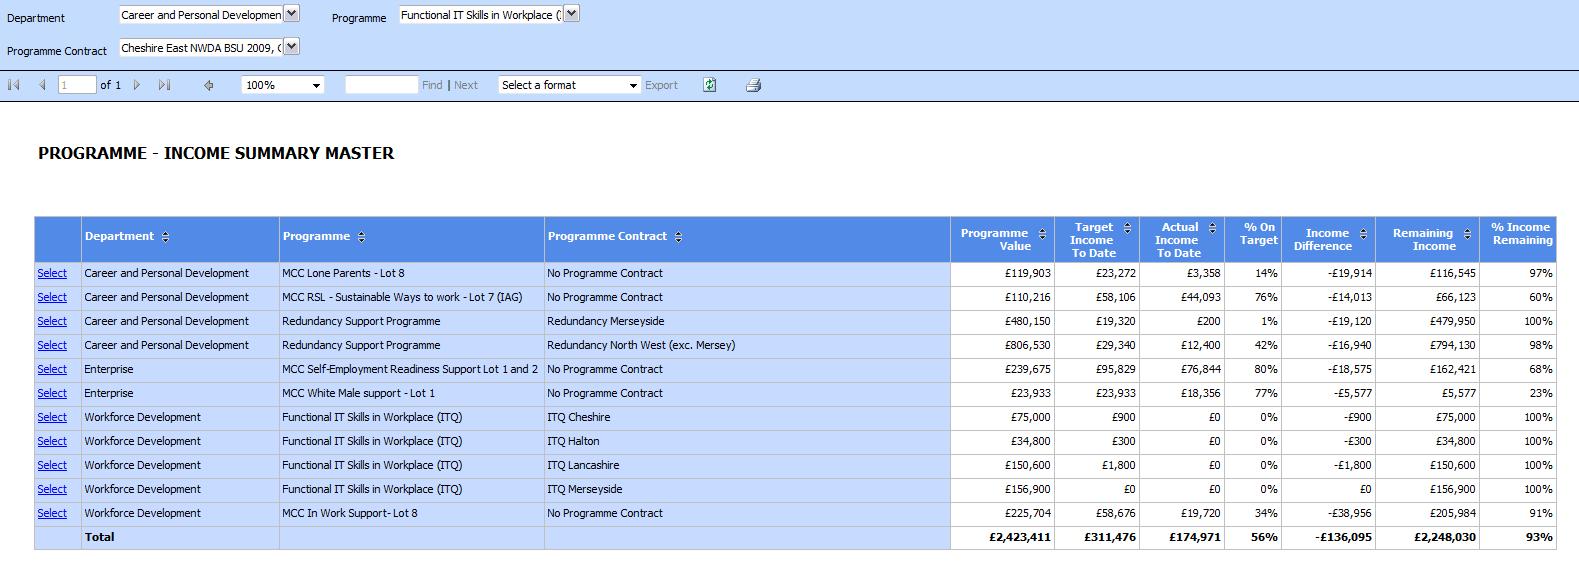 Department Career and Personal Developmen Programme Functional IT Skills in Workplace (
Programme Contract Cheshire East NWDA BSU 2009, C
1 of 1 100% Find | Next Select a format Export
PROGRAMME - INCOME SUMMARY MASTER
Department Programme Programme Contract Programme Value Target Income To Date Actual Income To Date % On Target Income Difference Remaining Income % Income Remaining
Select Career and Personal Development MCC Lone Parents - Lot 8 No Programme Contract £119,903 £23,272 £3,358 14% -£19,914 £116,545 97%
Select Career and Personal Development MCC RSL - Sustainable Ways to work - Lot 7 (IAG) No Programme Contract £110,216 £58,106 £44,093 76% -£14,013 £66,123 60%
Select Career and Personal Development Redundancy Support Programme Redundancy Merseyside £480,150 £19,320 £200 1% -£19,120 £479,950 100%
Select Career and Personal Development Redundancy Support Programme Redundancy North West (exc. Mersey) £806,530 £29,340 £12,400 42% -£16,940 £794,130 98%
Select Enterprise MCC Self-Employment Readiness Support Lot 1 and 2 No Programme Contract £239,675 £95,829 £76,844 80% -£18,575 £162,421 68%
Select Enterprise MCC White Male support - Lot 1 No Programme Contract £23,933 £23,933 £18,356 77% -£5,577 £5,577 23%
Select Workforce Development Functional IT Skills in Workplace (ITQ) ITQ Cheshire £75,000 £900 £0 0% -£900 £75,000 100%
Select Workforce Development Functional IT Skills in Workplace (ITQ) ITQ Halton £34,800 £300 £0 0% -£300 £34,800 100%
Select Workforce Development Functional IT Skills in Workplace (ITQ) ITQ Lancashire £150,600 £1,800 £0 0% -£1,800 £150,600 100%
Select Workforce Development Functional IT Skills in Workplace (ITQ) ITQ Merseyside £156,900 £0 £0 0% £0 £156,900 100%
Select Workforce Development MCC In Work Support- Lot 8 No Programme Contract £225,704 £58,676 £19,720 34% -£38,956 £205,984 91%
Total £2,423,411 £311,476 £174,971 56% -£136,095 £2,248,030 93%